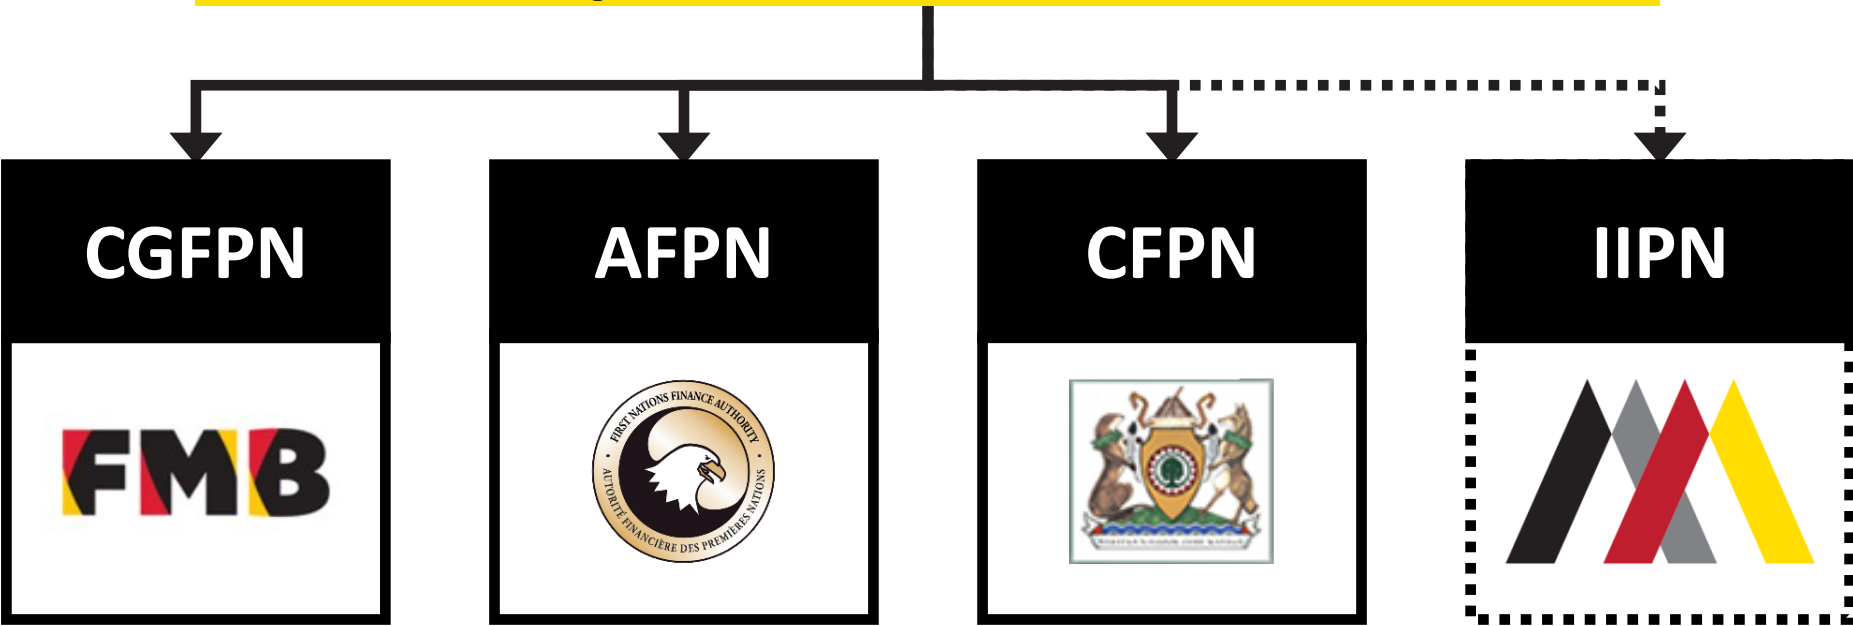 CGFPN
AFPN
CFPN
IIPN
FMB
FIRST NATIONS FINANCE AUTHORITY
AUTORITÉ FINANCIÈRE DES PREMIÈRES NATIONS